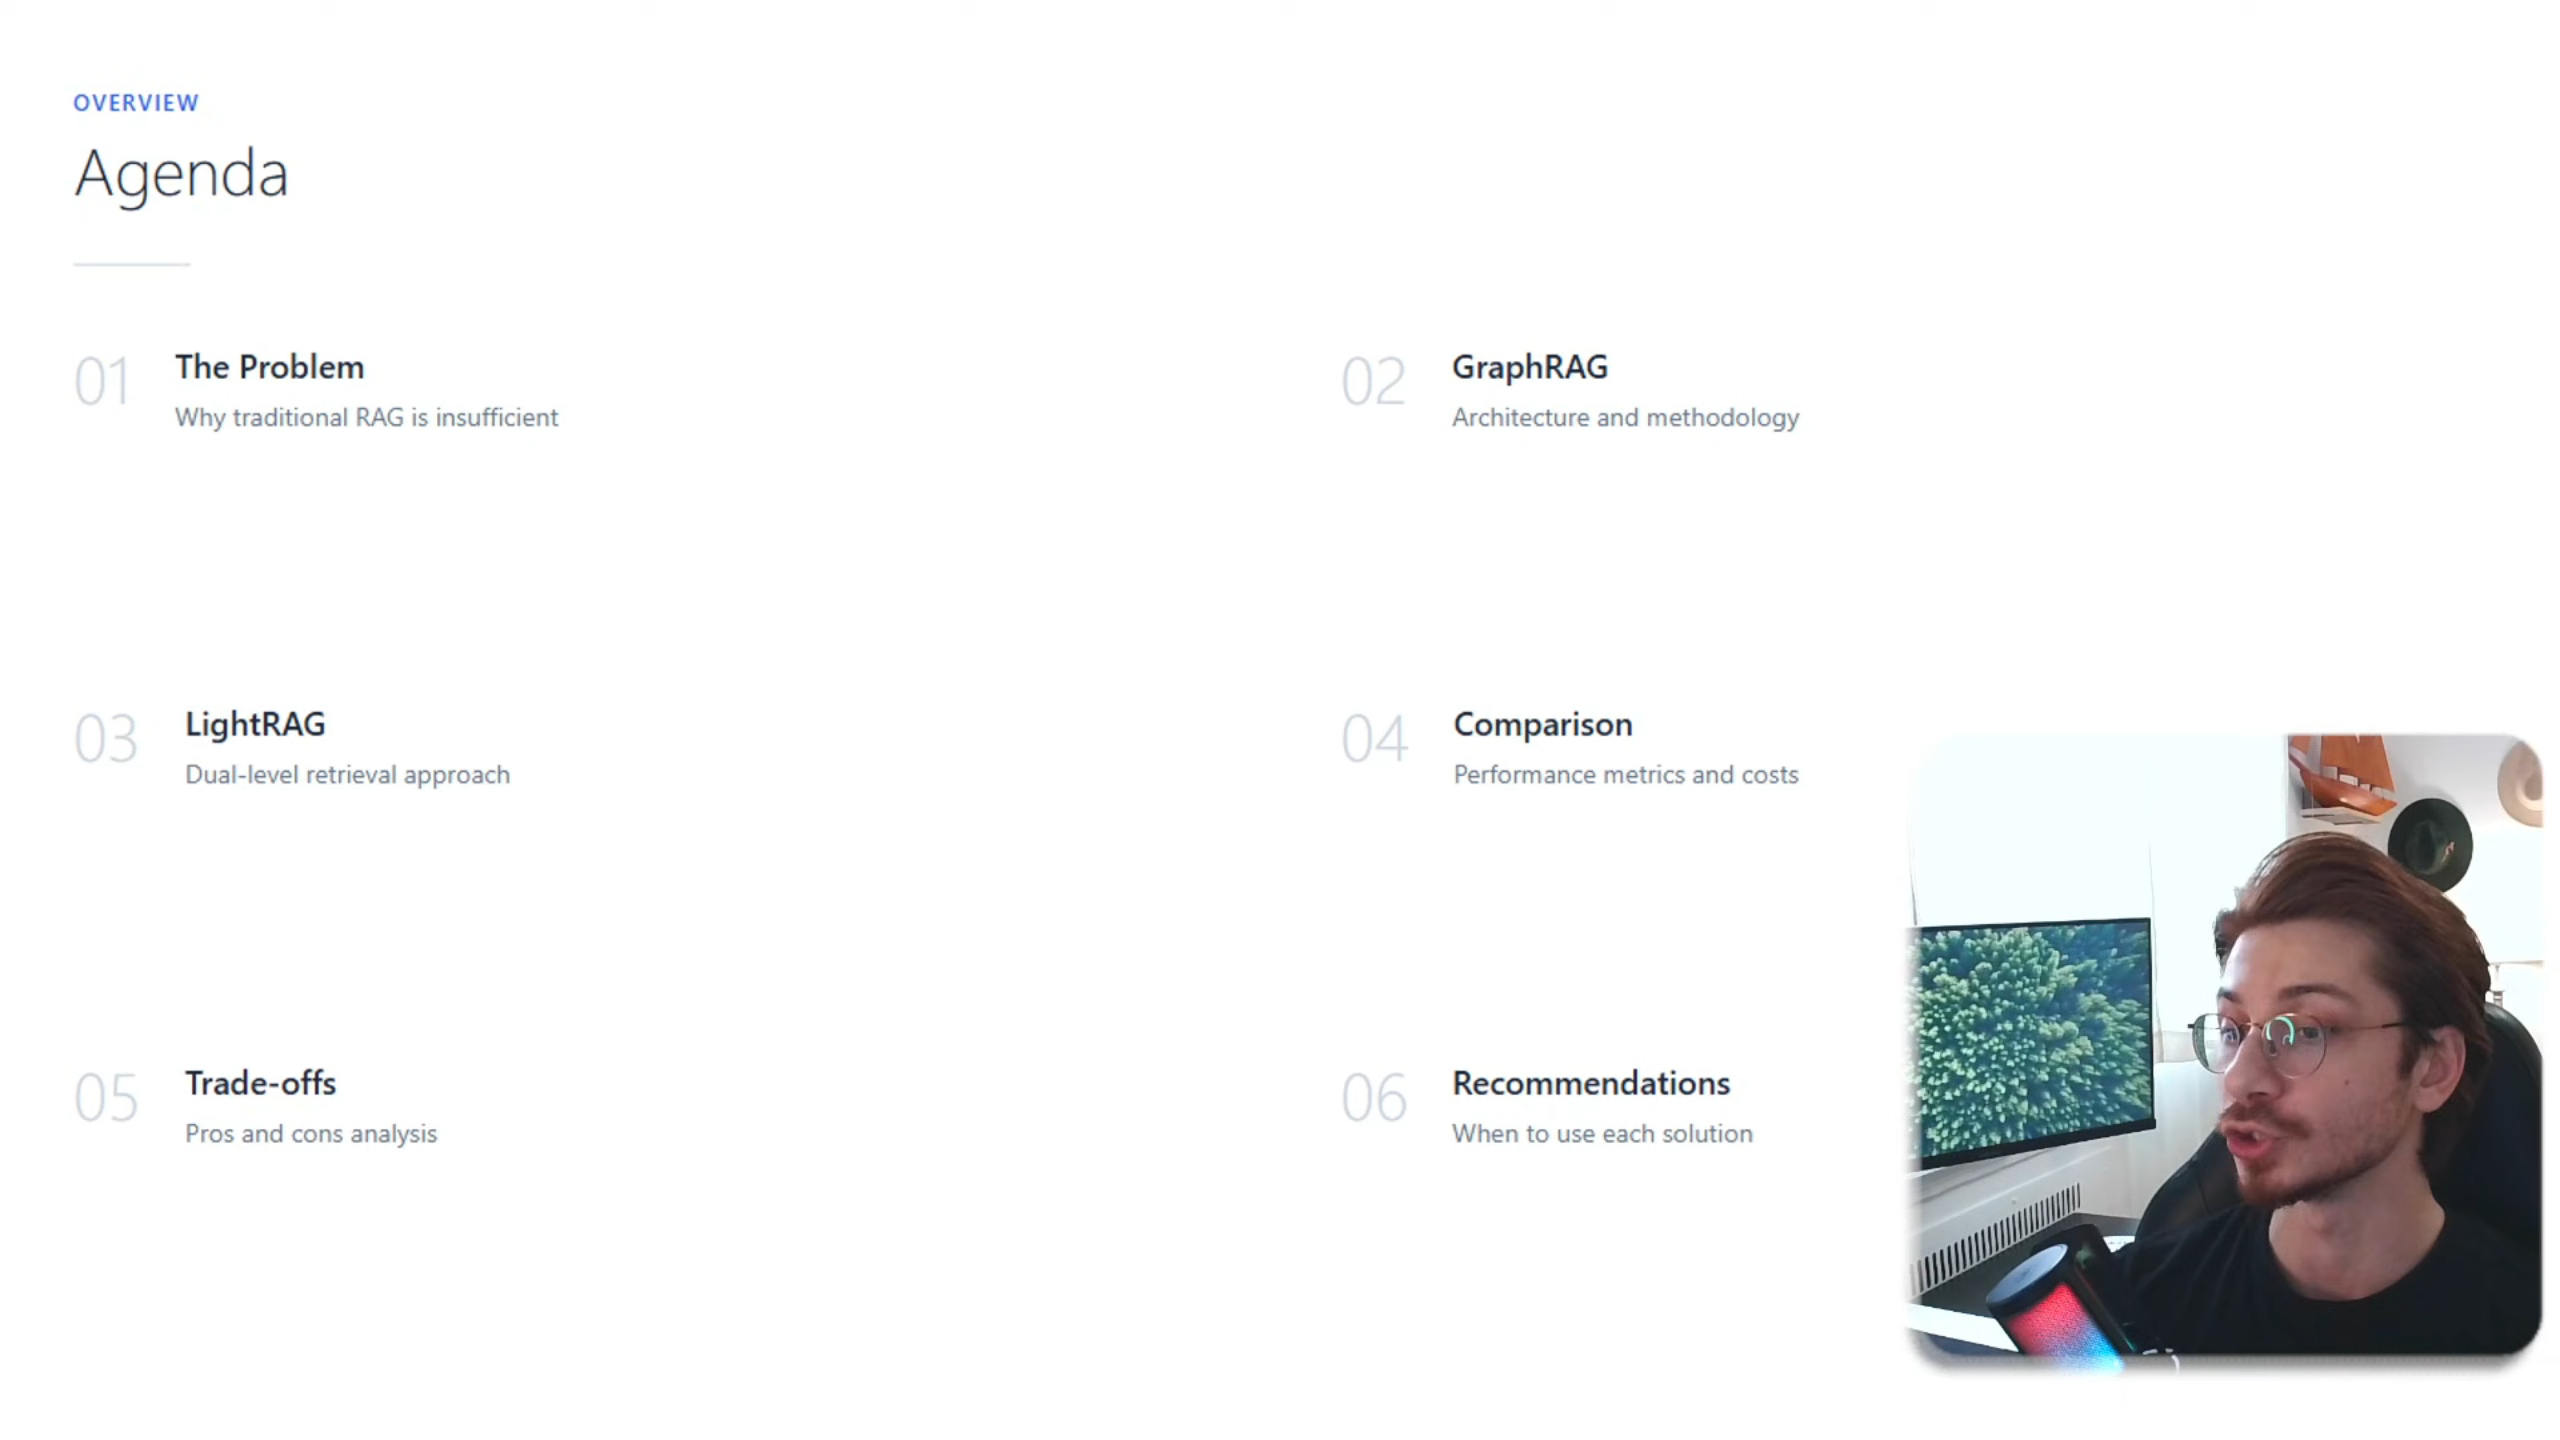 OVERVIEW
Agenda
01
The Problem
Why traditional RAG is insufficient
02
GraphRAG
Architecture and methodology
03
LightRAG
Dual-level retrieval approach
04
Comparison
Performance metrics and costs
05
Trade-offs
Pros and cons analysis
06
Recommendations
When to use each solution